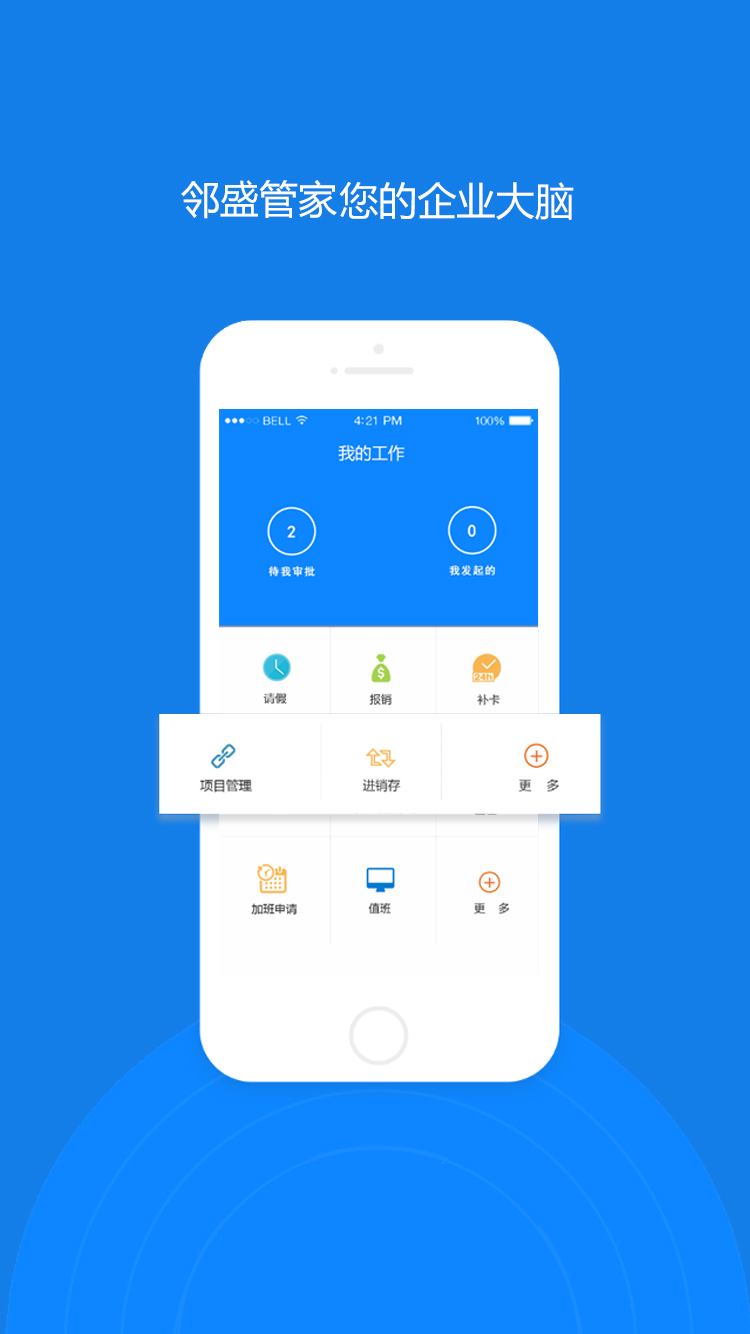 邻盛管家您的企业大脑
BELL 4:21 PM 100%
我的工作
2 0
待我审批 我发起的
$ 24h
请假 报销 补卡
项目管理 进销存 更 多
加班申请 值班 更 多